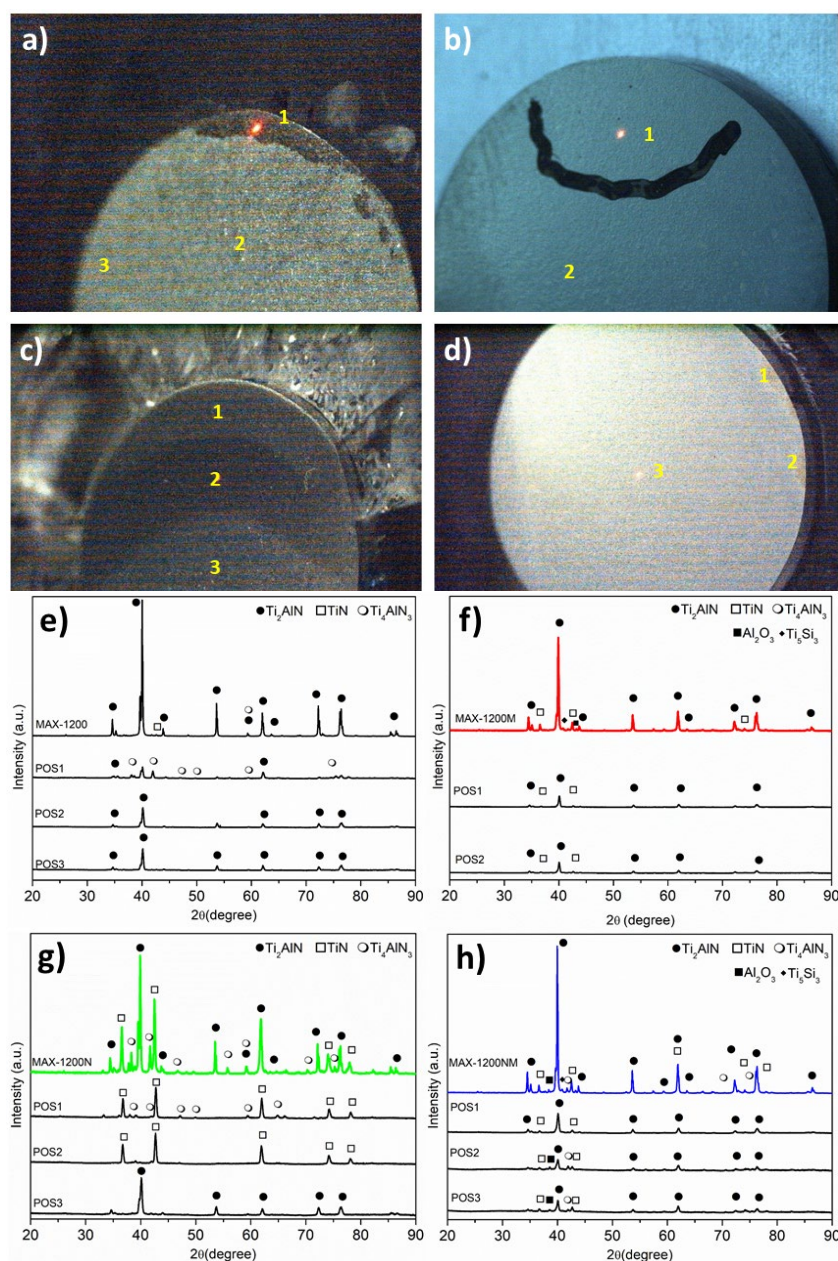 a)
1
2
3
b)
1
2
c)
1
2
3
d)
1
2
3
e)
● Ti₂AlN □ TiN ○ Ti₄AlN₃
MAX-1200
POS1
POS2
POS3
Intensity (a.u.)
20 30 40 50 60 70 80 90
2θ(degree)
f)
● Ti₂AlN □ TiN ○ Ti₄AlN₃
■ Al₂O₃ ♦ Ti₅Si₃
MAX-1200M
POS1
POS2
Intensity (a.u.)
20 30 40 50 60 70 80 90
2θ (degree)
g)
● Ti₂AlN □ TiN ○ Ti₄AlN₃
MAX-1200N
POS1
POS2
POS3
Intensity (a.u.)
20 30 40 50 60 70 80 90
2θ(degree)
h)
● Ti₂AlN □ TiN ○ Ti₄AlN₃
■ Al₂O₃ ♦ Ti₅Si₃
MAX-1200NM
POS1
POS2
POS3
Intensity (a.u.)
20 30 40 50 60 70 80 90
2θ(degree)